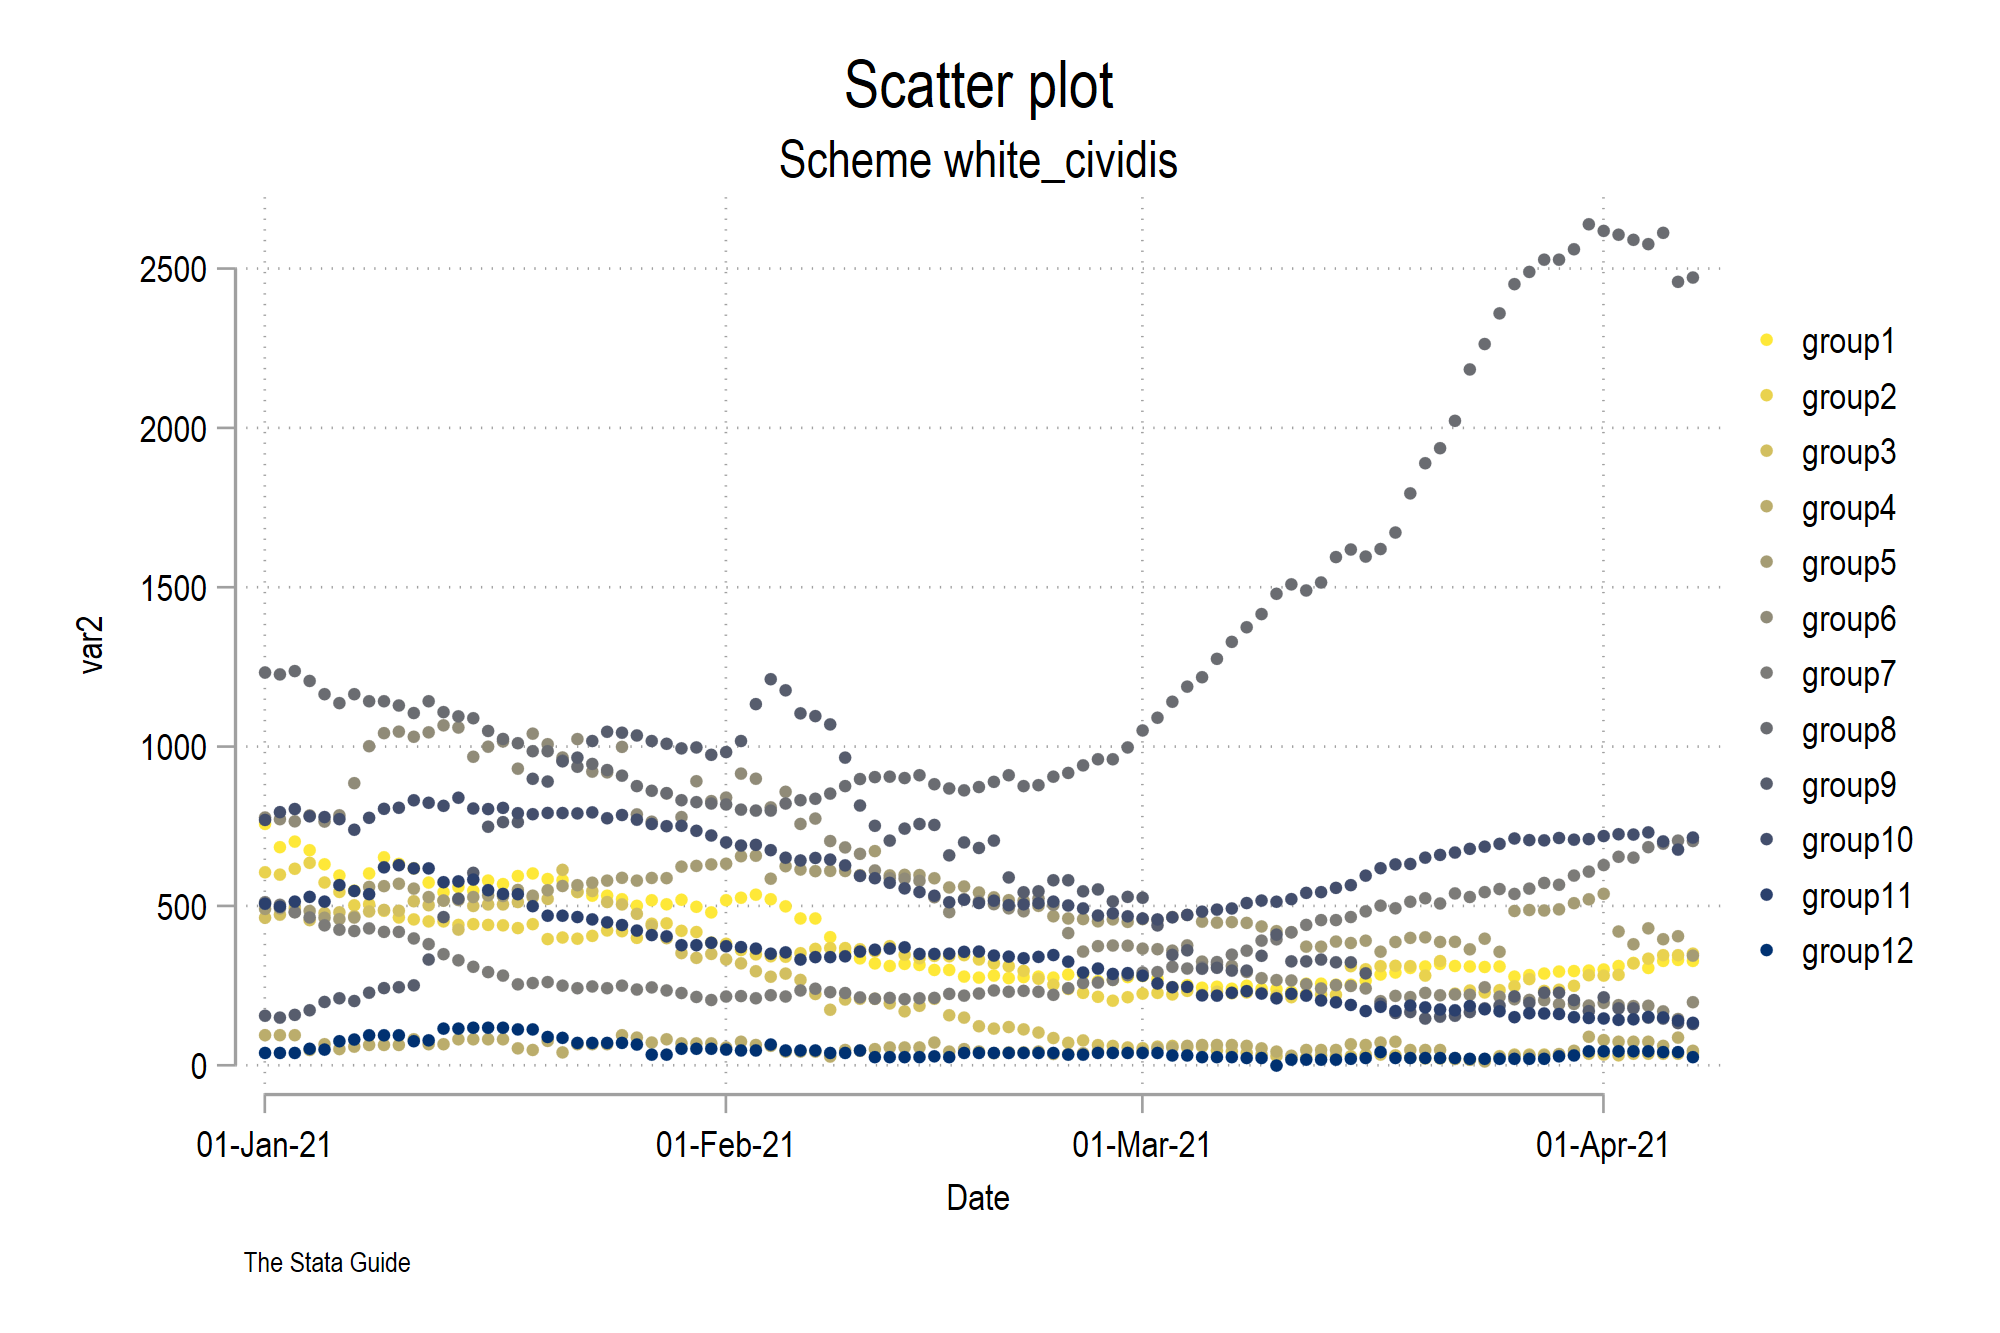 Scatter plot
Scheme white_cividis
2500
2000
1500
1000
500
0
var2
01-Jan-21
01-Feb-21
01-Mar-21
01-Apr-21
Date
group1
group2
group3
group4
group5
group6
group7
group8
group9
group10
group11
group12
The Stata Guide